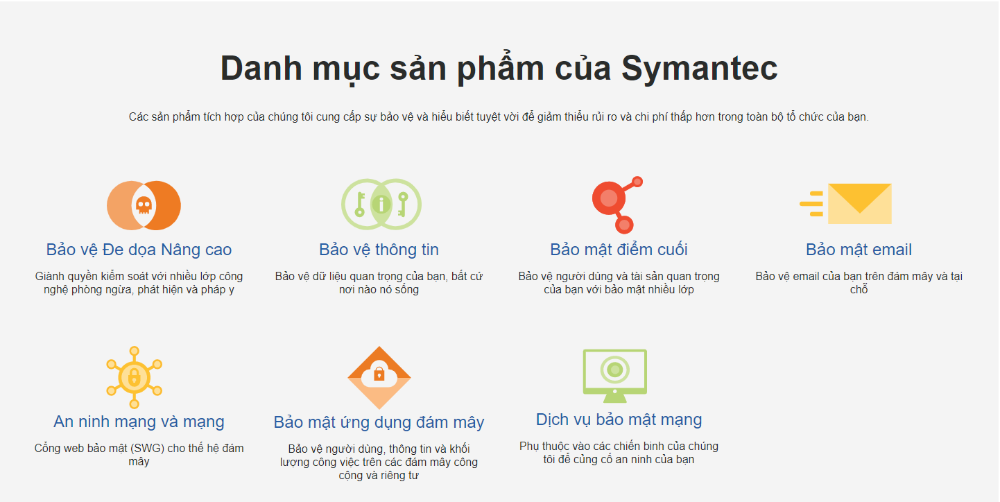 Danh mục sản phẩm của Symantec
Các sản phẩm tích hợp của chúng tôi cung cấp sự bảo vệ và hiểu biết tuyệt vời để giảm thiểu rủi ro và chi phí thấp hơn trong toàn bộ tổ chức của bạn.
Bảo vệ Đe dọa Nâng cao
Giành quyền kiểm soát với nhiều lớp công
nghệ phòng ngừa, phát hiện và pháp y
Bảo vệ thông tin
Bảo vệ dữ liệu quan trọng của bạn, bất cứ
nơi nào nó sống
Bảo mật điểm cuối
Bảo vệ người dùng và tài sản quan trọng
của bạn với bảo mật nhiều lớp
Bảo mật email
Bảo vệ email của bạn trên đám mây và tại
chỗ
An ninh mạng và mạng
Cổng web bảo mật (SWG) cho thế hệ đám
mây
Bảo mật ứng dụng đám mây
Bảo vệ người dùng, thông tin và khối
lượng công việc trên các đám mây công
cộng và riêng tư
Dịch vụ bảo mật mạng
Phụ thuộc vào các chiến binh của chúng
tôi để củng cố an ninh của bạn